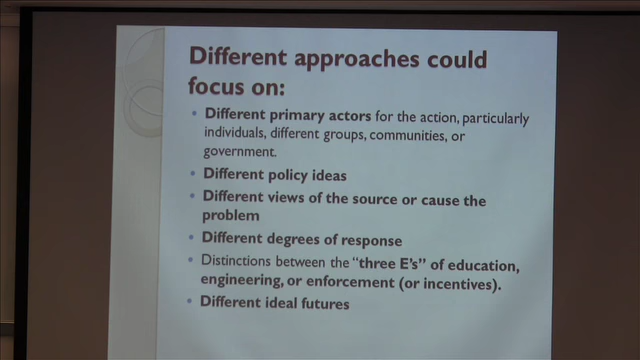 Different approaches could
focus on:
• Different primary actors for the action, particularly
individuals, different groups, communities, or
government.
• Different policy ideas
• Different views of the source or cause the
problem
• Different degrees of response
• Distinctions between the “three E’s” of education,
engineering, or enforcement (or incentives).
• Different ideal futures